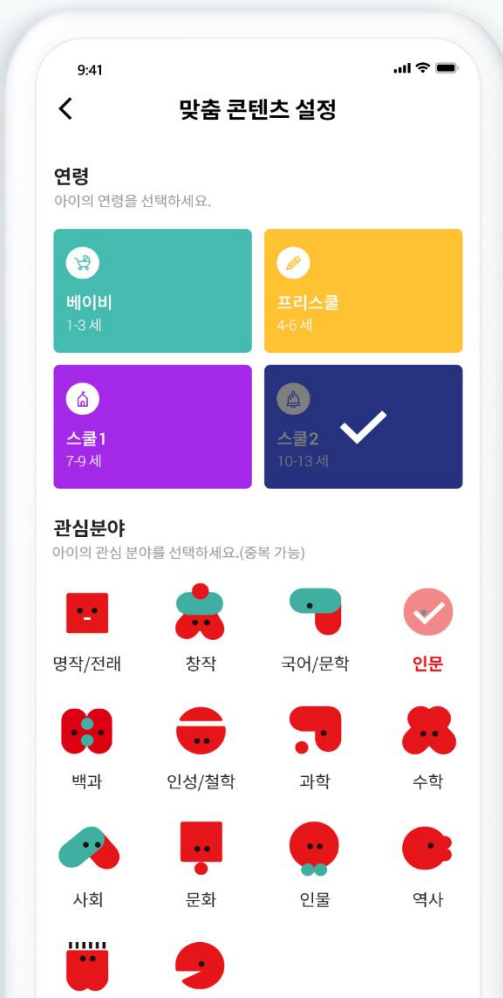 9:41
맞춤 콘텐츠 설정
연령
아이의 연령을 선택하세요.
베이비
1-3 세
프리스쿨
4-6 세
스쿨1
7-9 세
스쿨2
10-13 세
관심분야
아이의 관심 분야를 선택하세요.(중복 가능)
명작/전래
창작
국어/문학
인문
백과
인성/철학
과학
수학
사회
문화
인물
역사